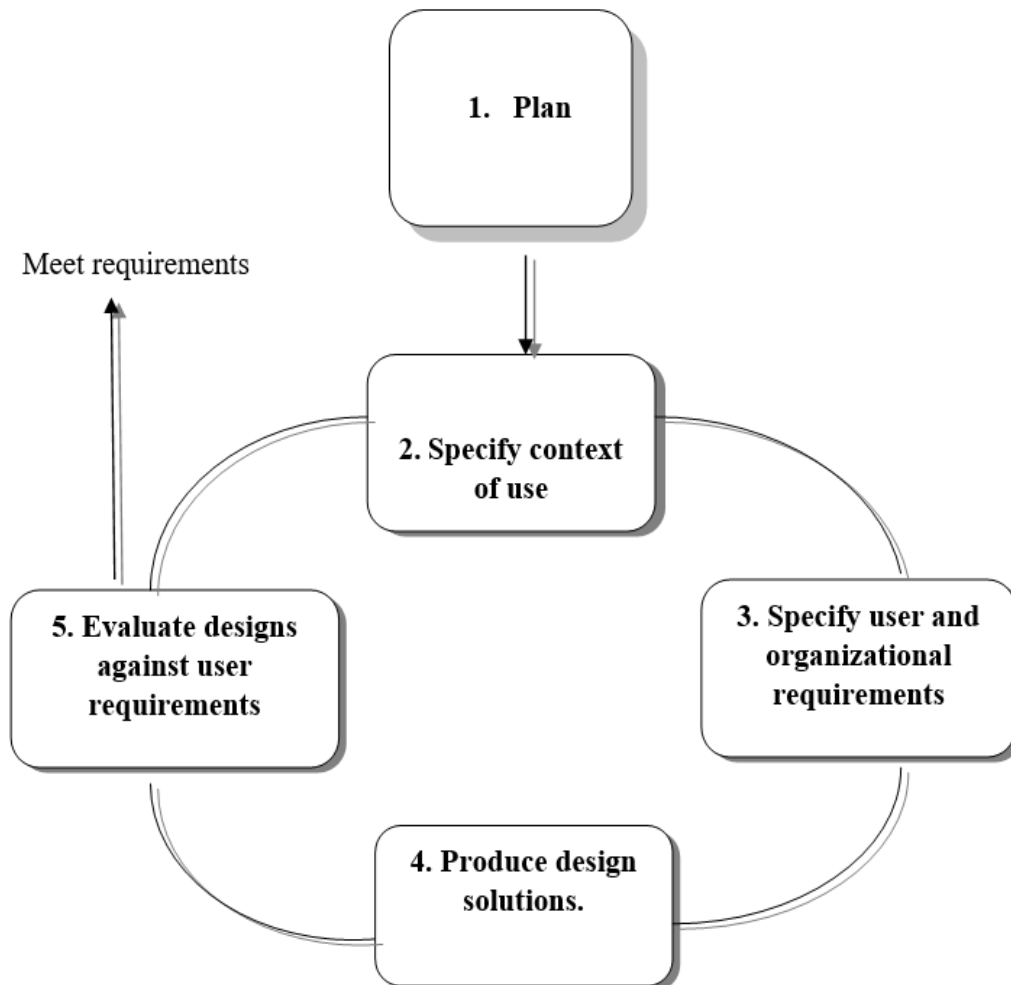 1. Plan
Meet requirements
2. Specify context
of use
3. Specify user and
organizational
requirements
5. Evaluate designs
against user
requirements
4. Produce design
solutions.